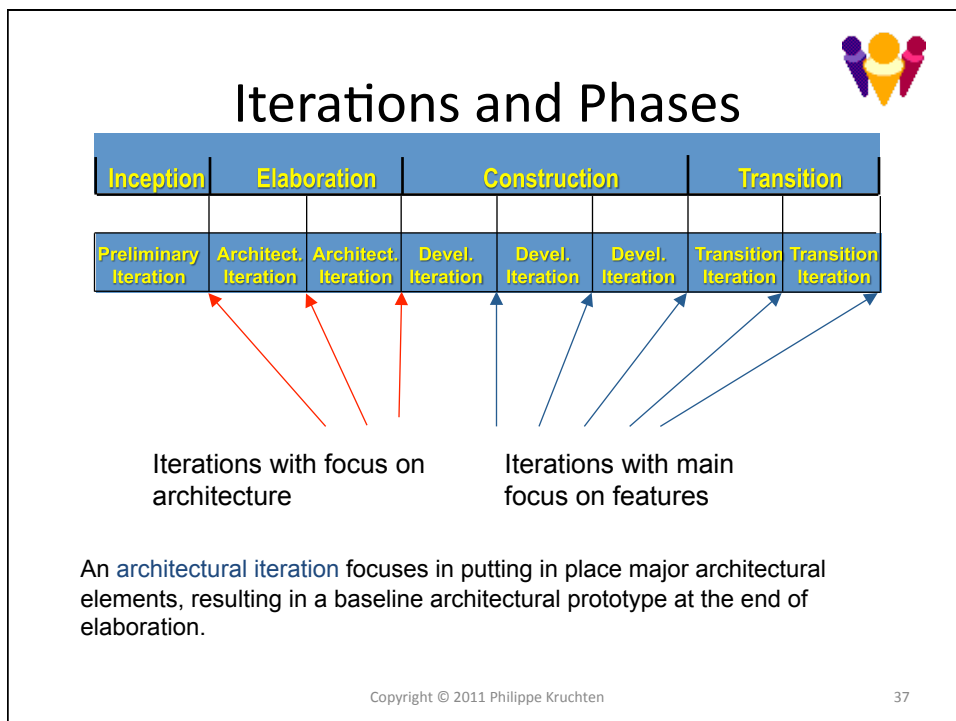 Iterations and Phases
Inception Elaboration Construction Transition
Preliminary Architect. Architect. Devel. Devel. Devel. Transition Transition
Iteration Iteration Iteration Iteration Iteration Iteration Iteration Iteration
Iterations with focus on
architecture
Iterations with main
focus on features
An architectural iteration focuses in putting in place major architectural
elements, resulting in a baseline architectural prototype at the end of
elaboration.
Copyright © 2011 Philippe Kruchten
37